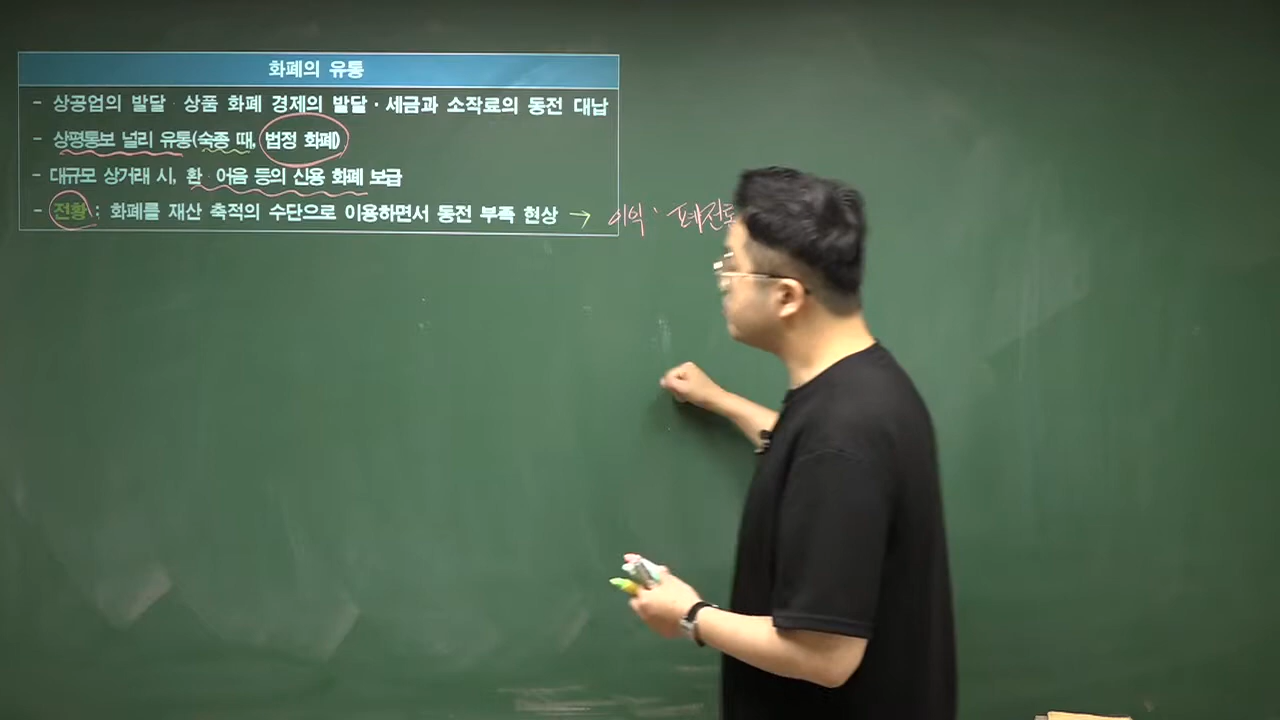 화폐의 유통
- 상공업의 발달·상품 화폐 경제의 발달·세금과 소작료의 동전 대납
- 상평통보 널리 유통(숙종 때, 법정 화폐)
- 대규모 상거래 시, 환·어음 등의 신용 화폐 보급
- 전황 : 화폐를 재산 축적의 수단으로 이용하면서 동전 부족 현상 → 이익· 폐전론